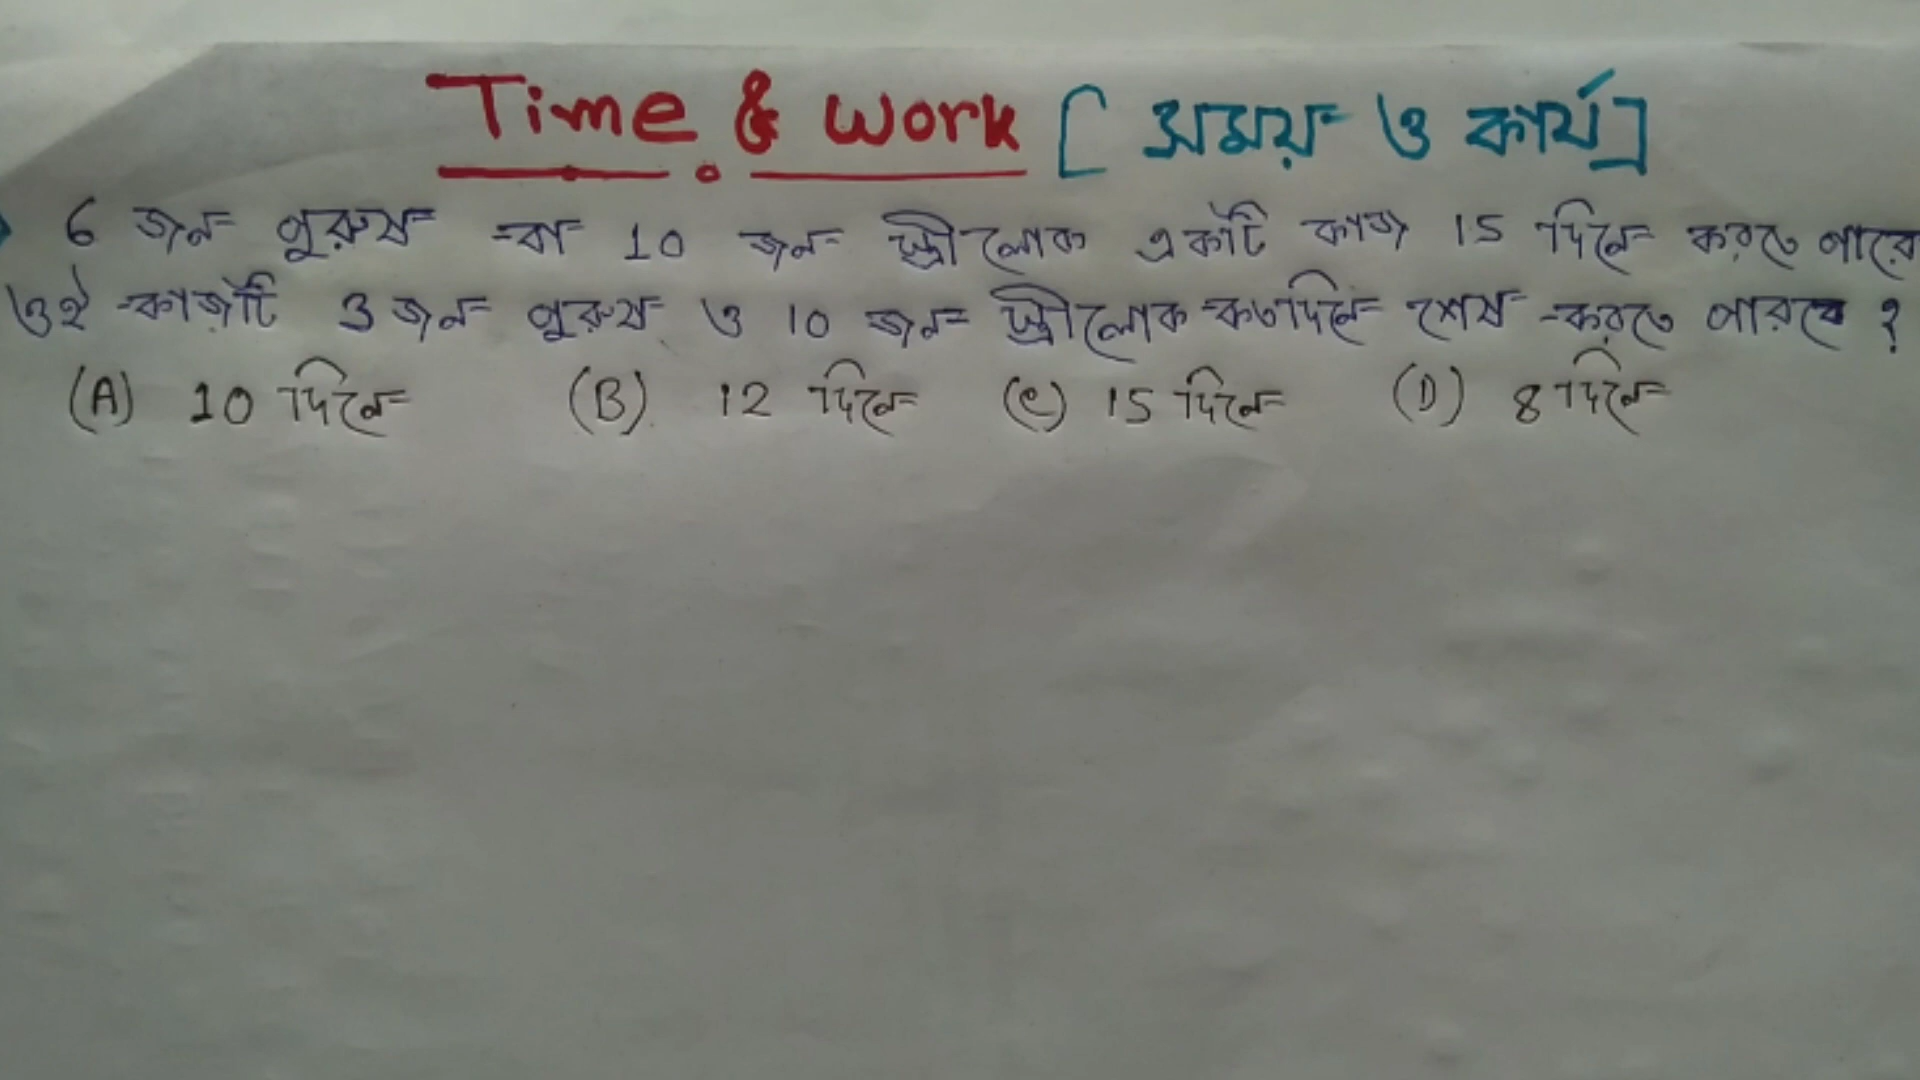 Time & Work [সময় ও কার্য]
6 জন পুরুষ বা 10 জন স্ত্রীলোক একটি কাজ 15 দিনে করতে পারে
ওই কাজটি 3 জন পুরুষ ও 10 জন স্ত্রীলোক কতদিনে শেষ করতে পারবে ?
(A) 10 দিনে (B) 12 দিনে (C) 15 দিনে (D) 8 দিনে